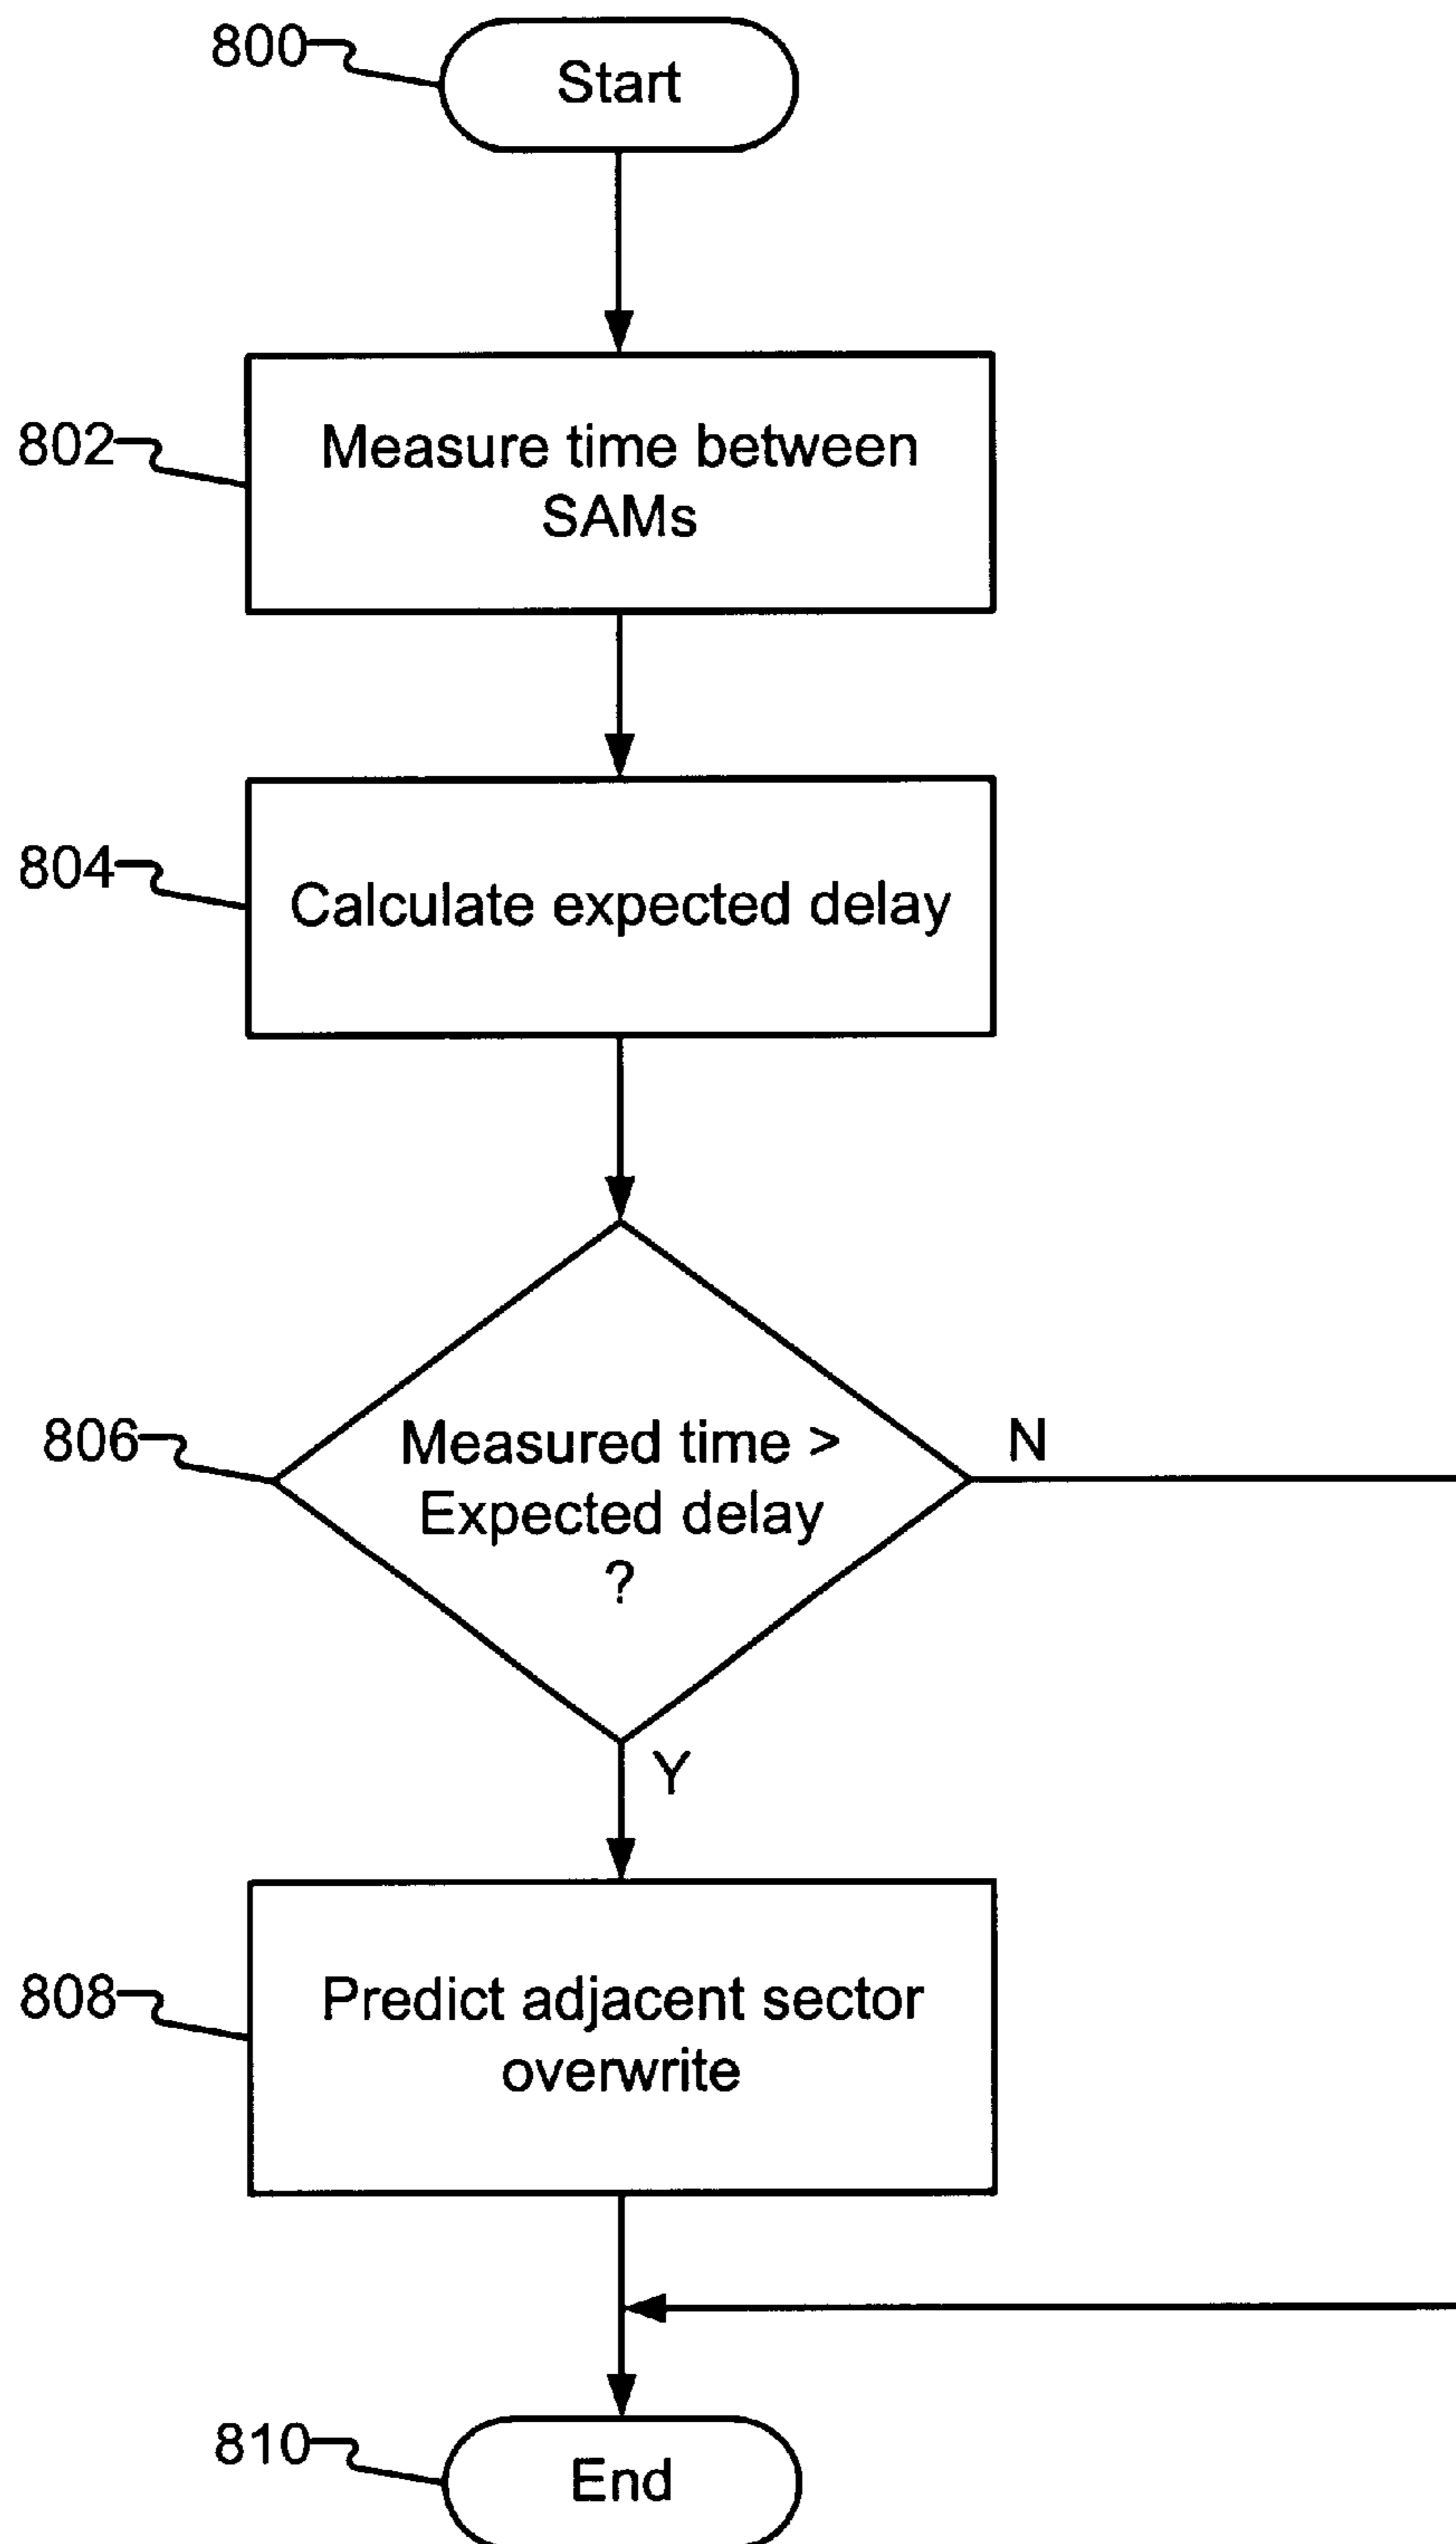 800
Start
802
Measure time between
SAMs
804
Calculate expected delay
806
Measured time >
Expected delay
?
N
Y
808
Predict adjacent sector
overwrite
810
End